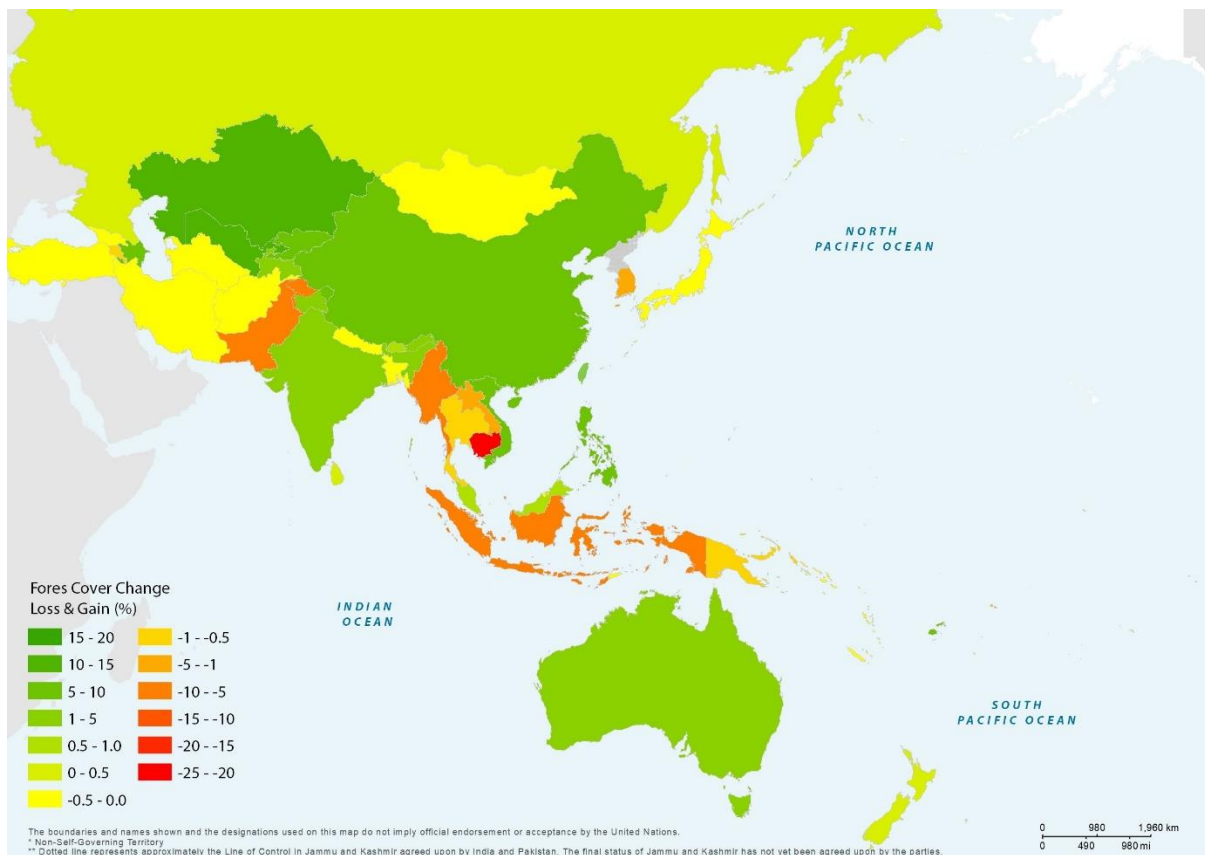 NORTH
PACIFIC OCEAN
INDIAN
OCEAN
SOUTH
PACIFIC OCEAN
Fores Cover Change
Loss & Gain (%)
15 - 20
10 - 15
5 - 10
1 - 5
0.5 - 1.0
0 - 0.5
-0.5 - 0.0
-1 - -0.5
-5 - -1
-10 - -5
-15 - -10
-20 - -15
-25 - -20
0 980 1,960 km
0 490 980 mi
The boundaries and names shown and the designations used on this map do not imply official endorsement or acceptance by the United Nations.
* Non-Self-Governing Territory
** Dotted line represents approximately the Line of Control in Jammu and Kashmir agreed upon by India and Pakistan. The final status of Jammu and Kashmir has not yet been agreed upon by the parties.